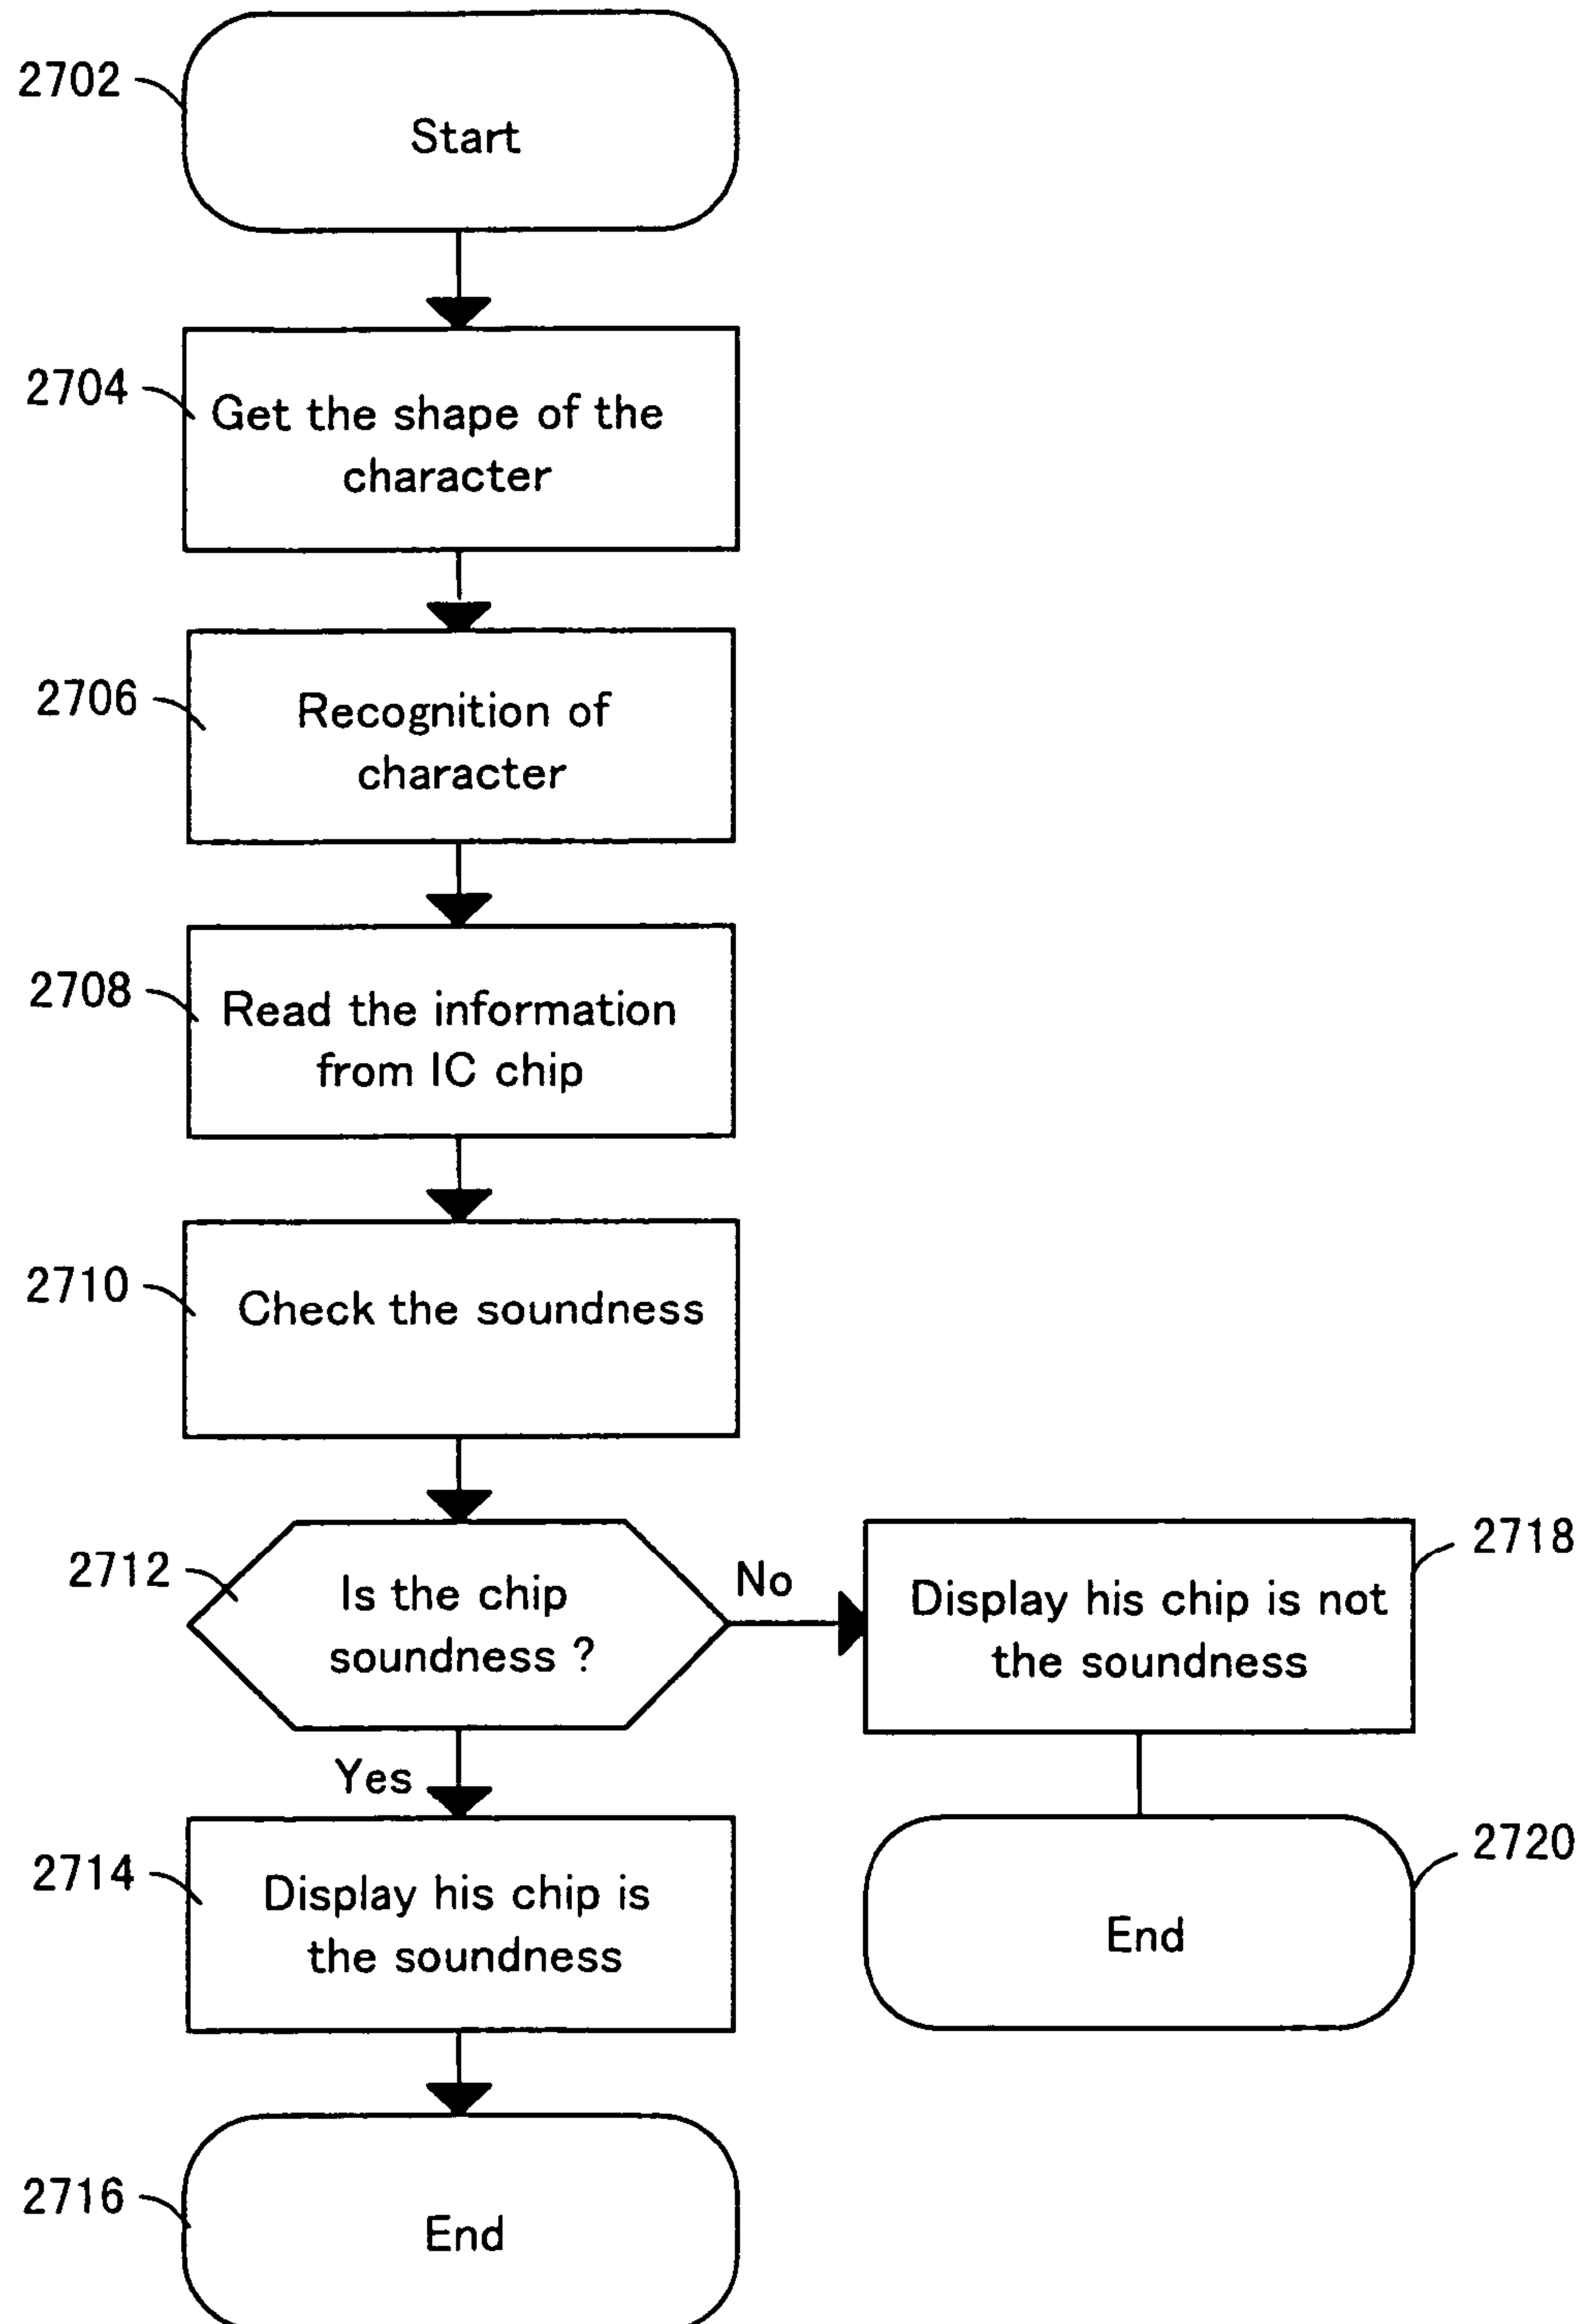 2702
Start
2704
Get the shape of the
character
2706
Recognition of
character
2708
Read the information
from IC chip
2710
Check the soundness
2712
Is the chip
soundness ?
No
2718
Display his chip is not
the soundness
Yes
2714
Display his chip is
the soundness
2720
End
2716
End